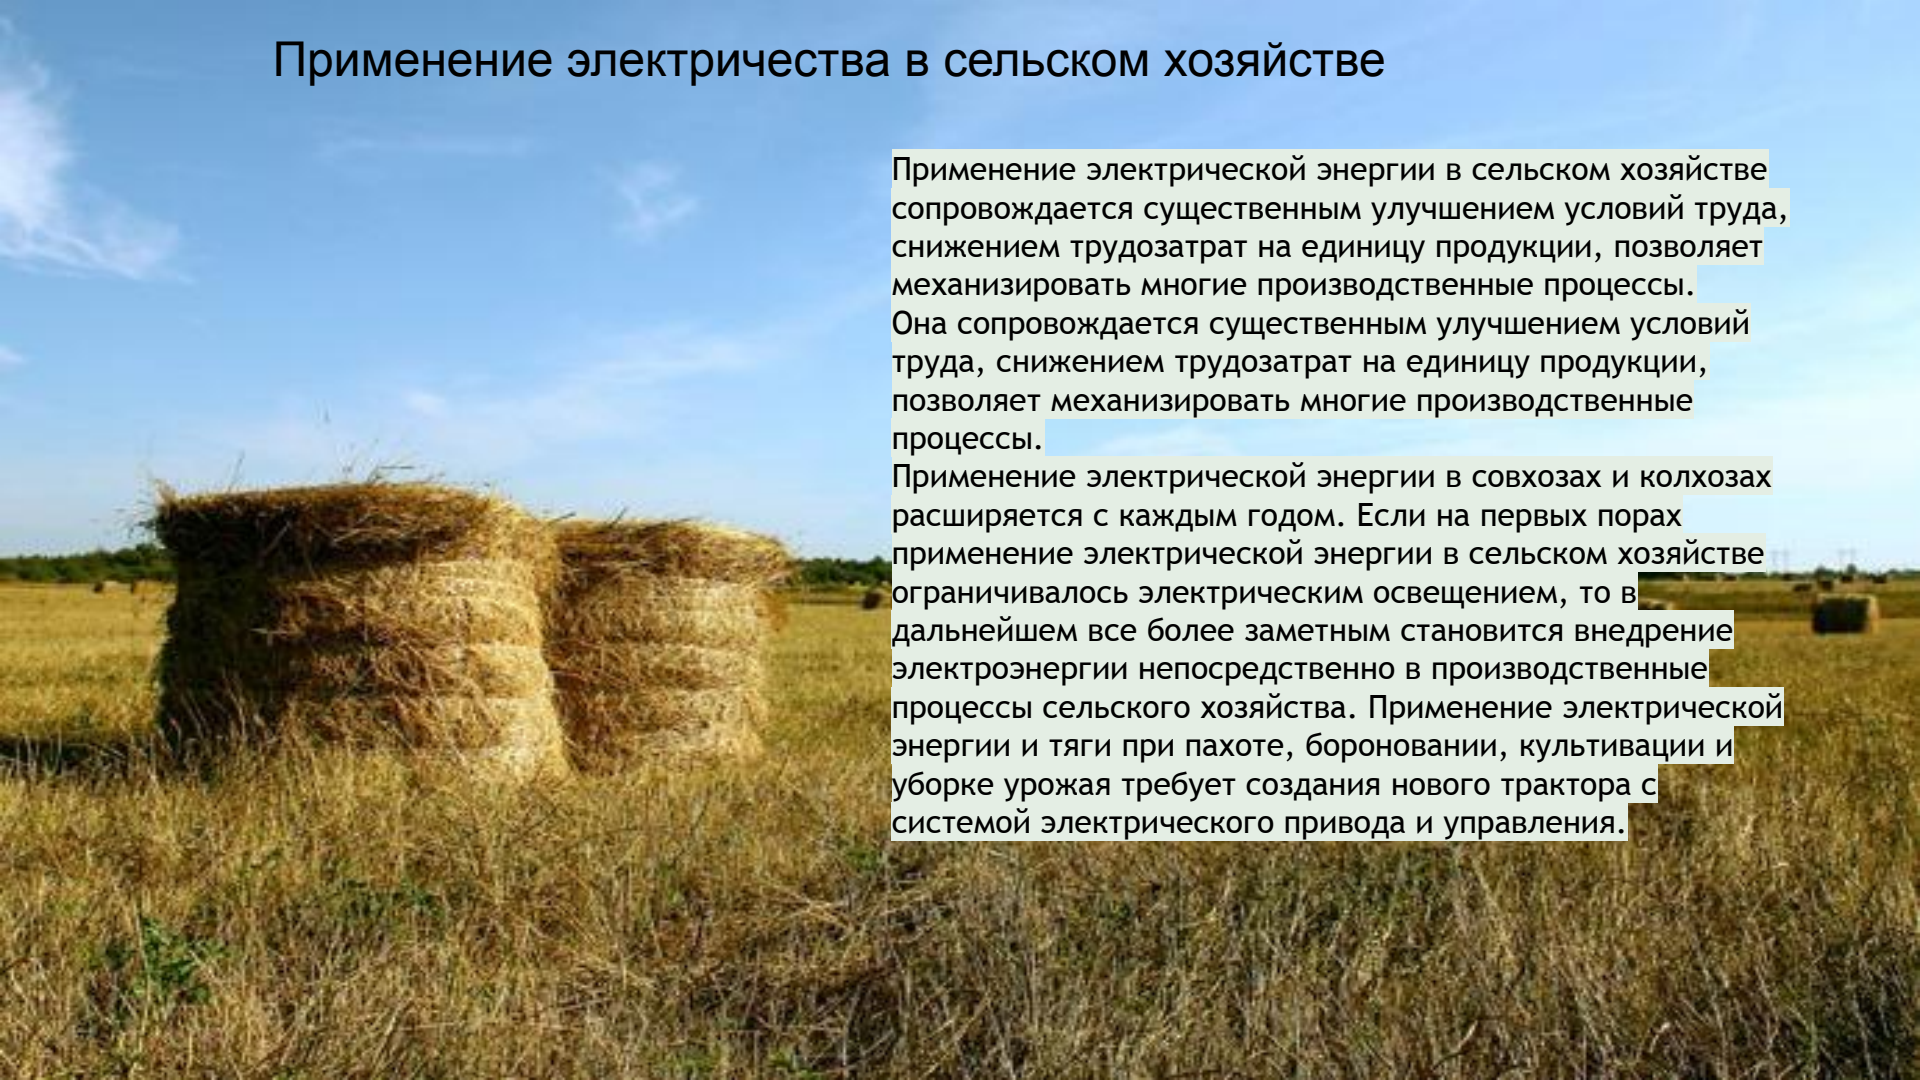 Применение электричества в сельском хозяйстве
Применение электрической энергии в сельском хозяйстве
сопровождается существенным улучшением условий труда,
снижением трудозатрат на единицу продукции, позволяет
механизировать многие производственные процессы.
Она сопровождается существенным улучшением условий
труда, снижением трудозатрат на единицу продукции,
позволяет механизировать многие производственные
процессы.
Применение электрической энергии в совхозах и колхозах
расширяется с каждым годом. Если на первых порах
применение электрической энергии в сельском хозяйстве
ограничивалось электрическим освещением, то в
дальнейшем все более заметным становится внедрение
электроэнергии непосредственно в производственные
процессы сельского хозяйства. Применение электрической
энергии и тяги при пахоте, бороновании, культивации и
уборке урожая требует создания нового трактора с
системой электрического привода и управления.